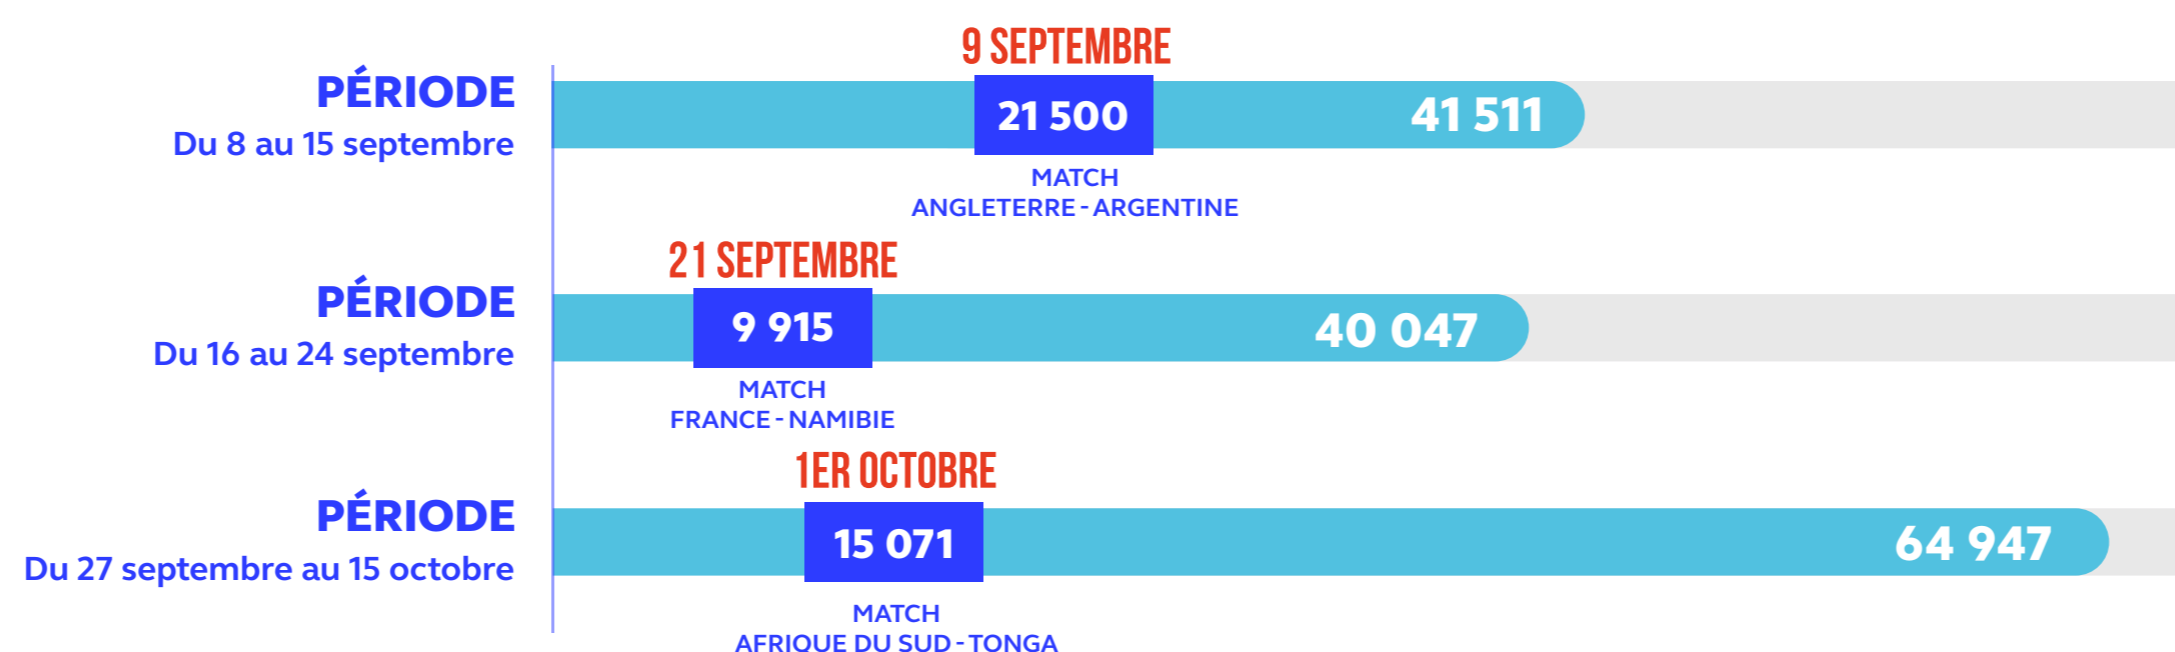 9 SEPTEMBRE
PÉRIODE
Du 8 au 15 septembre
21 500
41 511
MATCH
ANGLETERRE - ARGENTINE
21 SEPTEMBRE
PÉRIODE
Du 16 au 24 septembre
9 915
40 047
MATCH
FRANCE - NAMIBIE
1ER OCTOBRE
PÉRIODE
Du 27 septembre au 15 octobre
15 071
64 947
MATCH
AFRIQUE DU SUD - TONGA